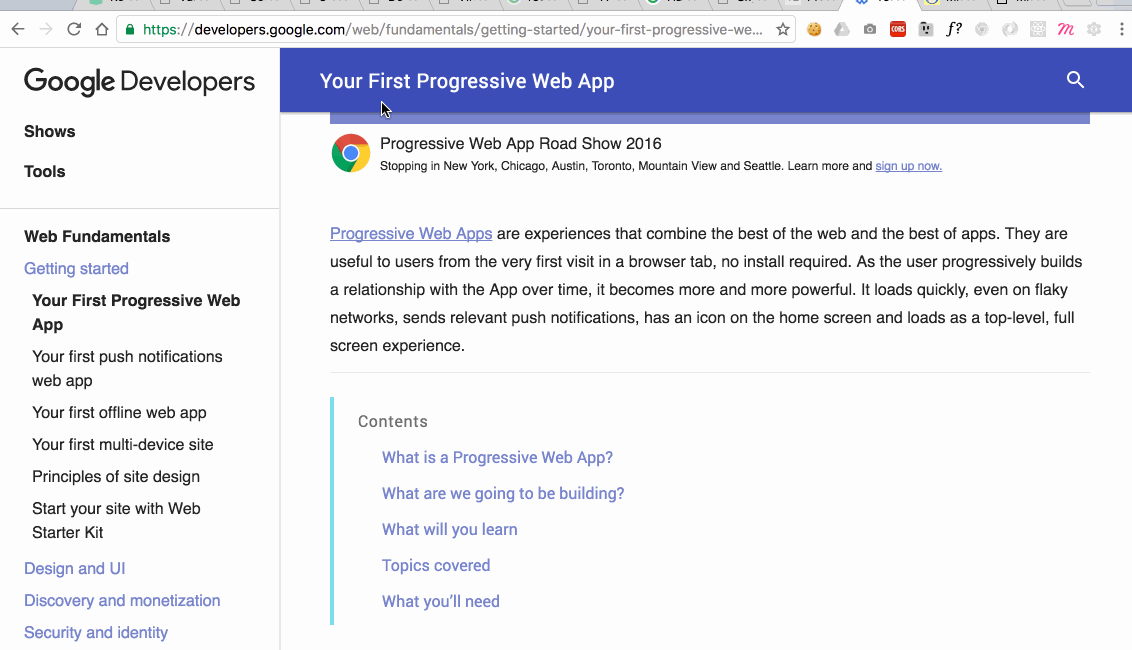 https://developers.google.com/web/fundamentals/getting-started/your-first-progressive-we...
CORS
f?
m
Google Developers
Your First Progressive Web App
Shows
Tools
Web Fundamentals
Getting started
Your First Progressive Web
App
Your first push notifications
web app
Your first offline web app
Your first multi-device site
Principles of site design
Start your site with Web
Starter Kit
Design and UI
Discovery and monetization
Security and identity
Progressive Web App Road Show 2016
Stopping in New York, Chicago, Austin, Toronto, Mountain View and Seattle. Learn more and sign up now.
Progressive Web Apps are experiences that combine the best of the web and the best of apps. They are
useful to users from the very first visit in a browser tab, no install required. As the user progressively builds
a relationship with the App over time, it becomes more and more powerful. It loads quickly, even on flaky
networks, sends relevant push notifications, has an icon on the home screen and loads as a top-level, full
screen experience.
Contents
What is a Progressive Web App?
What are we going to be building?
What will you learn
Topics covered
What you’ll need